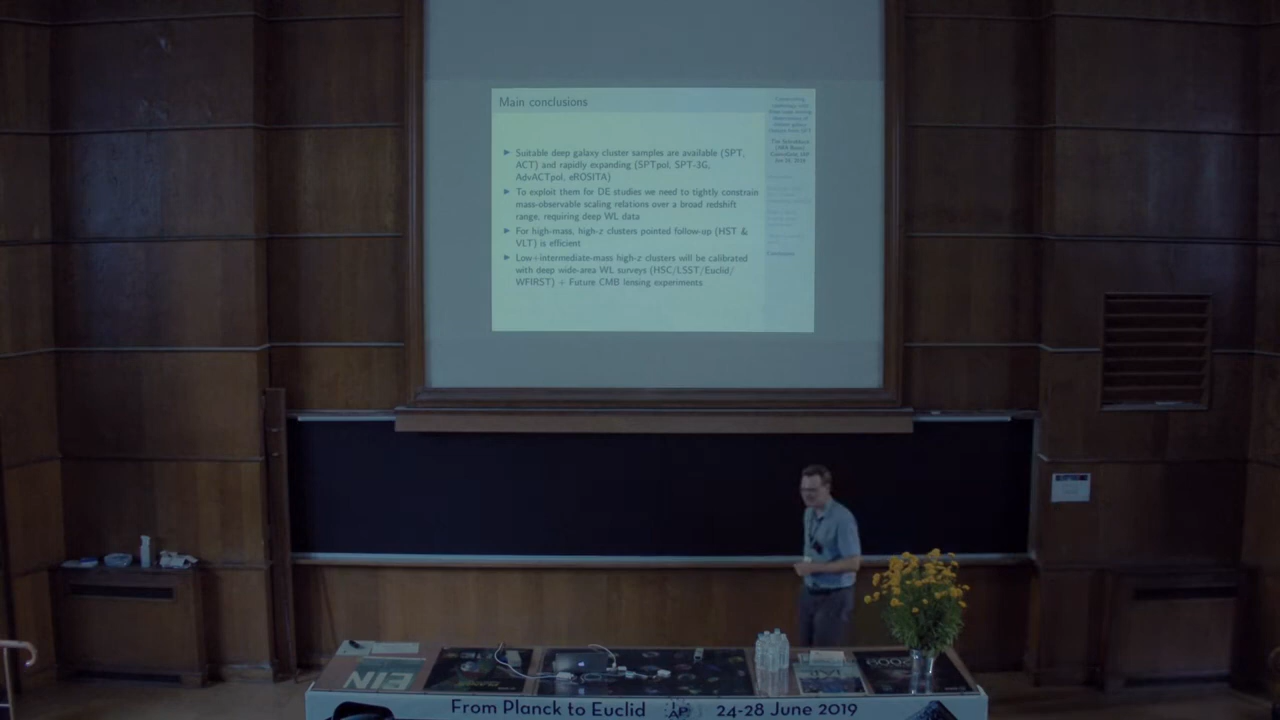 Main conclusions
► Suitable deep galaxy cluster samples are available (SPT,
ACT) and rapidly expanding (SPTpol, SPT-3G,
AdvACTpol, eROSITA)
► To exploit them for DE studies we need to tightly constrain
mass-observable scaling relations over a broad redshift
range, requiring deep WL data
► For high-mass, high-z clusters pointed follow-up (HST &
VLT) is efficient
► Low+intermediate-mass high-z clusters will be calibrated
with deep wide-area WL surveys (HSC/LSST/Euclid/
WFIRST) + Future CMB lensing experiments
Conclusions
From Planck to Euclid
24-28 June 2019